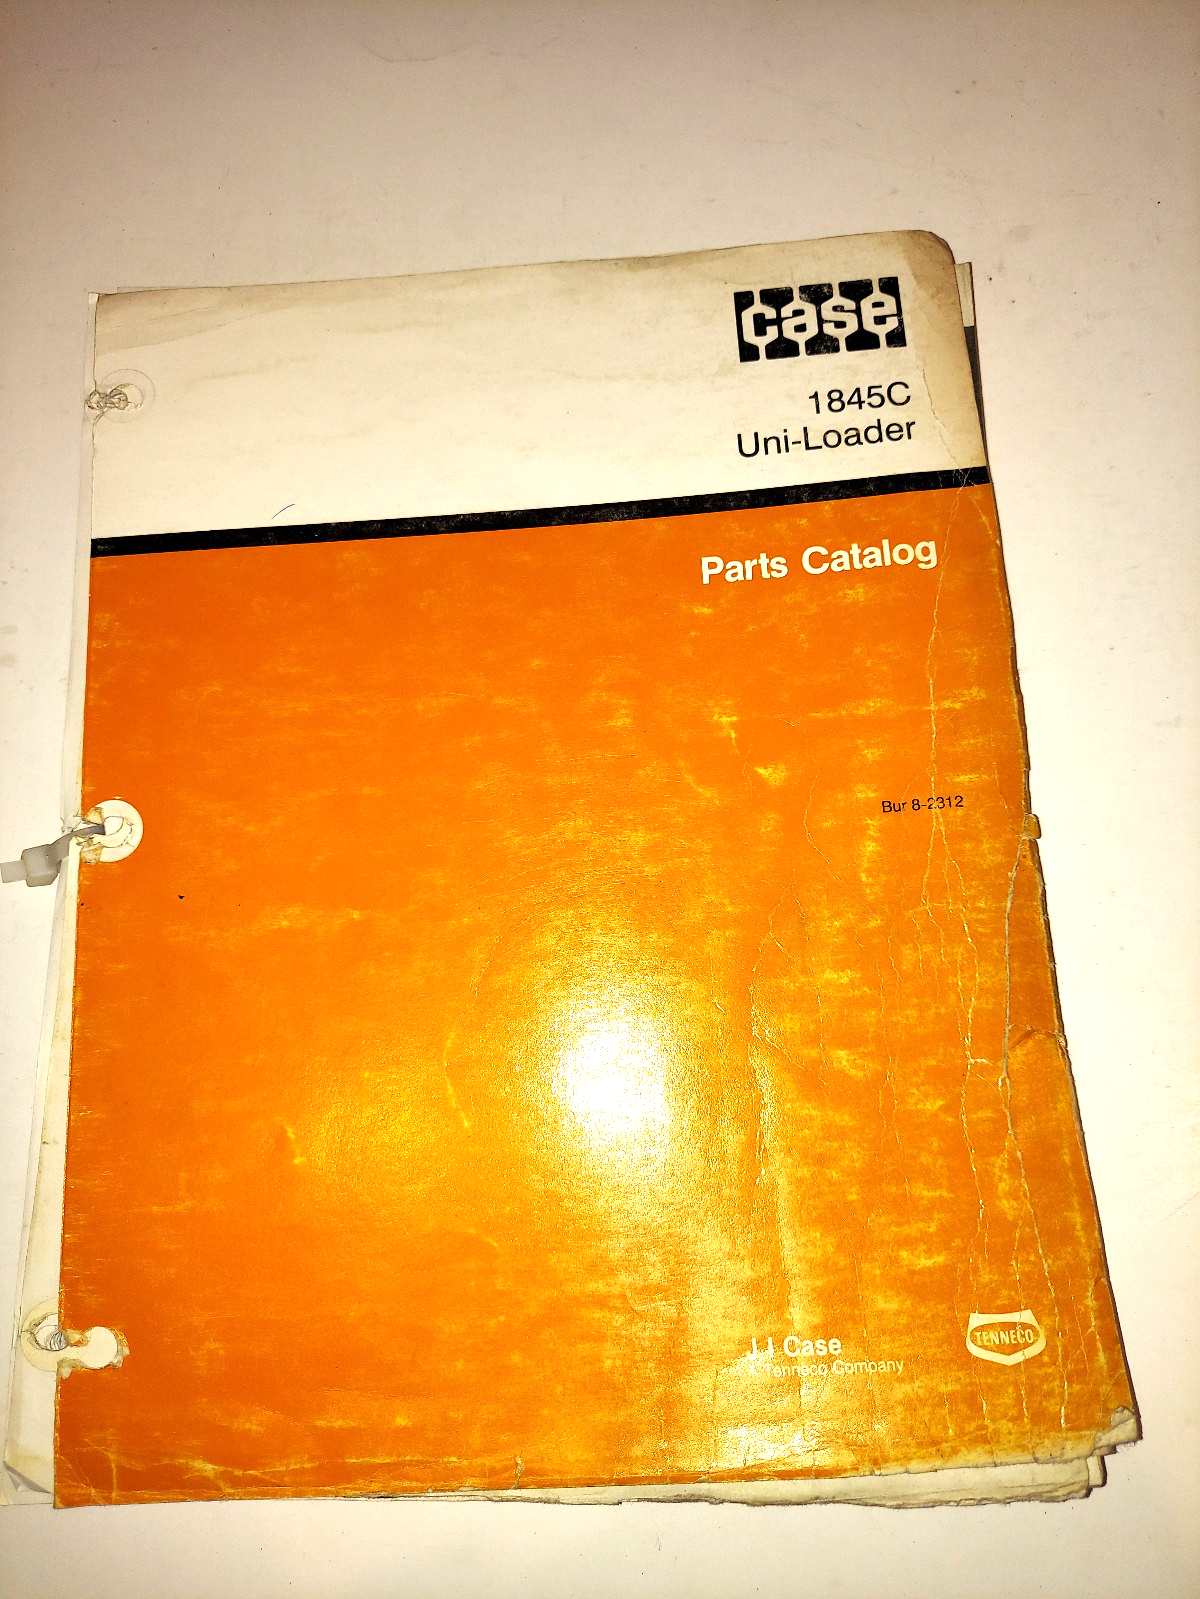 case
1845C
Uni-Loader
Parts Catalog
Bur 8-2312
J I Case
A Tenneco Company
TENNECO